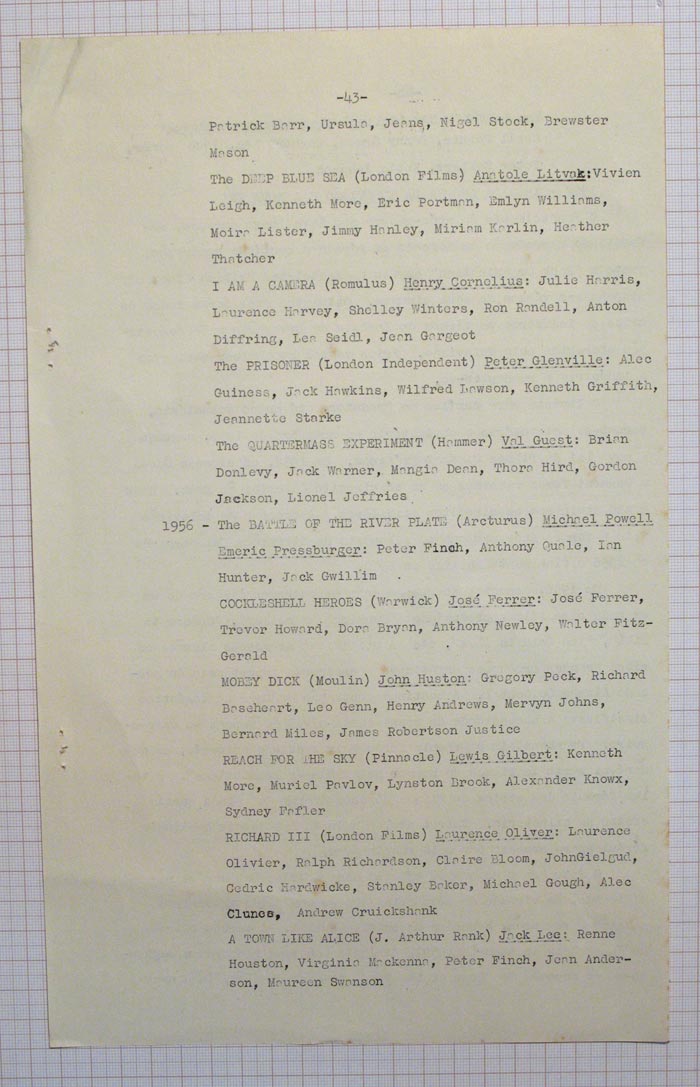 -43-
Patrick Barr, Ursula, Jeans, Nigel Stock, Brewster
Mason
The DEEP BLUE SEA (London Films) Anatole Litvak:Vivien
Leigh, Kenneth More, Eric Portman, Emlyn Williams,
Moira Lister, Jimmy Hanley, Miriam Karlin, Heather
Thatcher
I AM A CAMERA (Romulus) Henry Cornelius: Julie Harris,
Laurence Harvey, Shelley Winters, Ron Randell, Anton
Diffring, Lea Seidl, Jean Gargeot
The PRISONER (London Independent) Peter Glenville: Alec
Guiness, Jack Hawkins, Wilfred Lawson, Kenneth Griffith,
Jeannette Starke
The QUARTERMASS EXPERIMENT (Hammer) Val Guest: Brian
Donlevy, Jack Warner, Mangia Dean, Thora Hird, Gordon
Jackson, Lionel Jeffries
1956 - The BATTLE OF THE RIVER PLATE (Arcturus) Michael Powell
Emeric Pressburger: Peter Finch, Anthony Quale, Ian
Hunter, Jack Gwillim .
COCKLESHELL HEROES (Warwick) José Ferrer: José Ferrer,
Trevor Howard, Dora Bryan, Anthony Newley, Walter Fitz-
Gerald
MOBEY DICK (Moulin) John Huston: Gregory Peck, Richard
Baseheart, Leo Genn, Henry Andrews, Mervyn Johns,
Bernard Miles, James Robertson Justice
REACH FOR THE SKY (Pinnacle) Lewis Gilbert: Kenneth
More, Muriel Pavlov, Lynston Brook, Alexander Knowx,
Sydney Fafler
RICHARD III (London Films) Laurence Oliver: Laurence
Olivier, Ralph Richardson, Claire Bloom, JohnGielgud,
Cedric Hardwicke, Stanley Baker, Michael Gough, Alec
Clunes, Andrew Cruickshank
A TOWN LIKE ALICE (J. Arthur Rank) Jack Lee: Renne
Houston, Virginia Mackenna, Peter Finch, Jean Ander-
son, Maureen Swanson